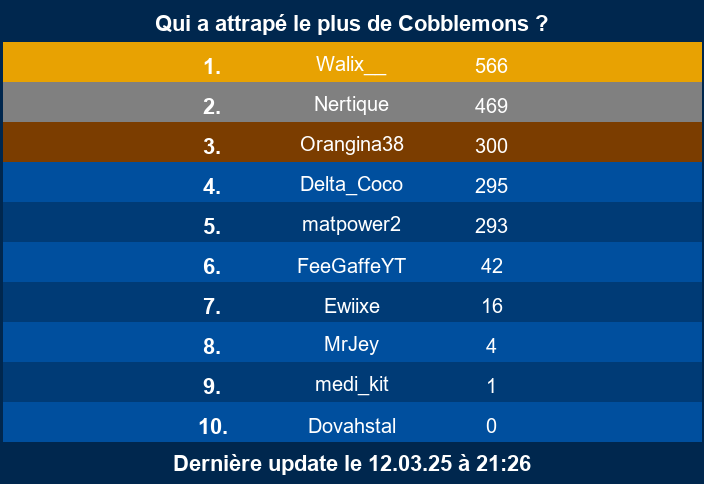 Qui a attrapé le plus de Cobblemons ?
1. Walix__ 566
2. Nertique 469
3. Orangina38 300
4. Delta_Coco 295
5. matpower2 293
6. FeeGaffeYT 42
7. Ewiixe 16
8. MrJey 4
9. medi_kit 1
10. Dovahstal 0
Dernière update le 12.03.25 à 21:26